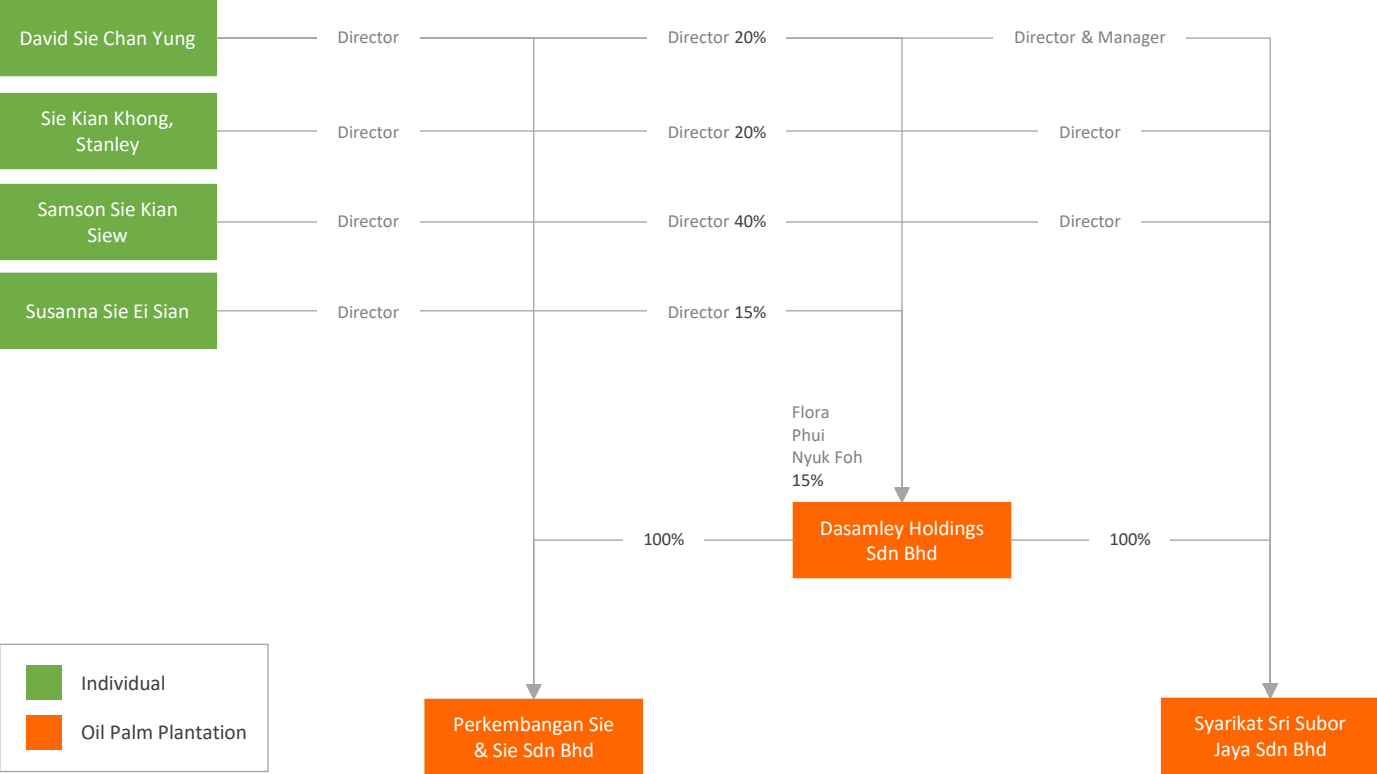 David Sie Chan Yung
Director
Director 20%
Director & Manager
Sie Kian Khong,
Stanley
Director
Director 20%
Director
Samson Sie Kian
Siew
Director
Director 40%
Director
Susanna Sie Ei Sian
Director
Director 15%
Flora
Phui
Nyuk Foh
15%
100%
Dasamley Holdings
Sdn Bhd
100%
Individual
Oil Palm Plantation
Perkembangan Sie
& Sie Sdn Bhd
Syarikat Sri Subor
Jaya Sdn Bhd